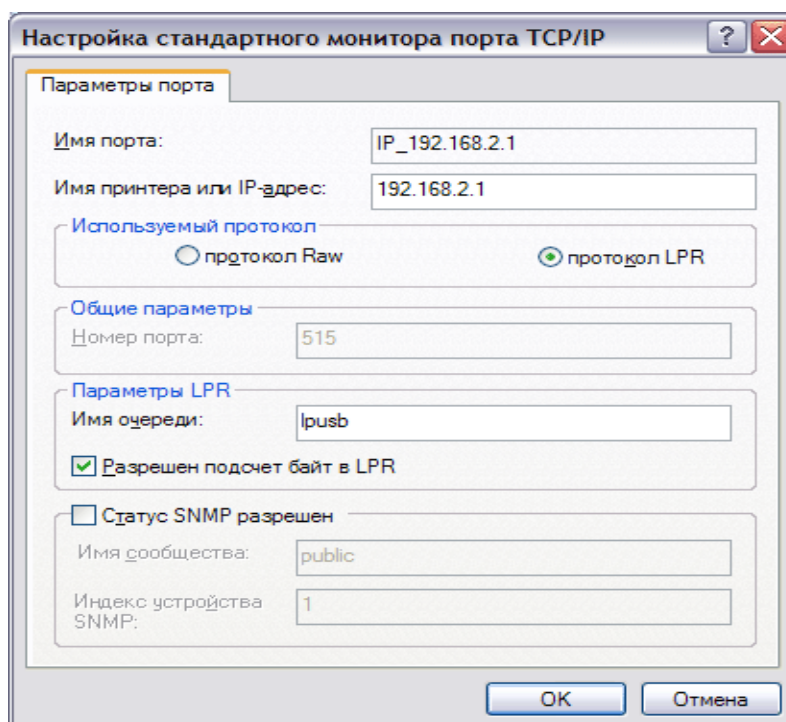 Настройка стандартного монитора порта TCP/IP
Параметры порта
Имя порта: IP_192.168.2.1
Имя принтера или IP-адрес: 192.168.2.1
Используемый протокол
протокол Raw протокол LPR
Общие параметры
Номер порта: 515
Параметры LPR
Имя очереди: lpusb
Разрешен подсчет байт в LPR
Статус SNMP разрешен
Имя сообщества: public
Индекс устройства 1
SNMP:
OK Отмена